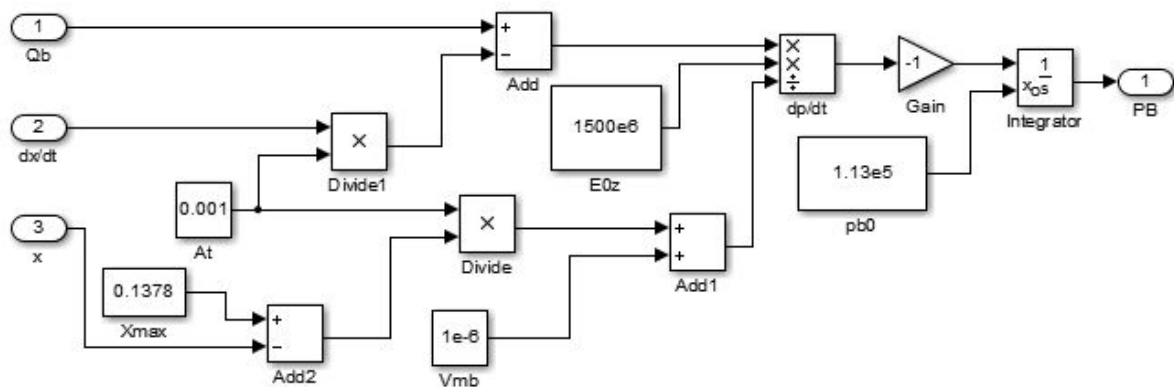 1
Qb
+
−
Add
×
×
÷
dp/dt
-1
Gain
1
xo s
Integrator
1
PB
2
dx/dt
×
Divide1
1500e6
E0z
1.13e5
pb0
0.001
At
×
Divide
+
+
Add1
3
x
0.1378
Xmax
+
−
Add2
1e-6
Vmb